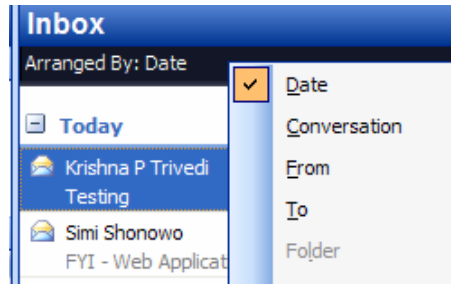 Inbox
Arranged By: Date
Date
Conversation
From
To
Folder
Today
Krishna P Trivedi
Testing
Simi Shonowo
FYI - Web Applicat